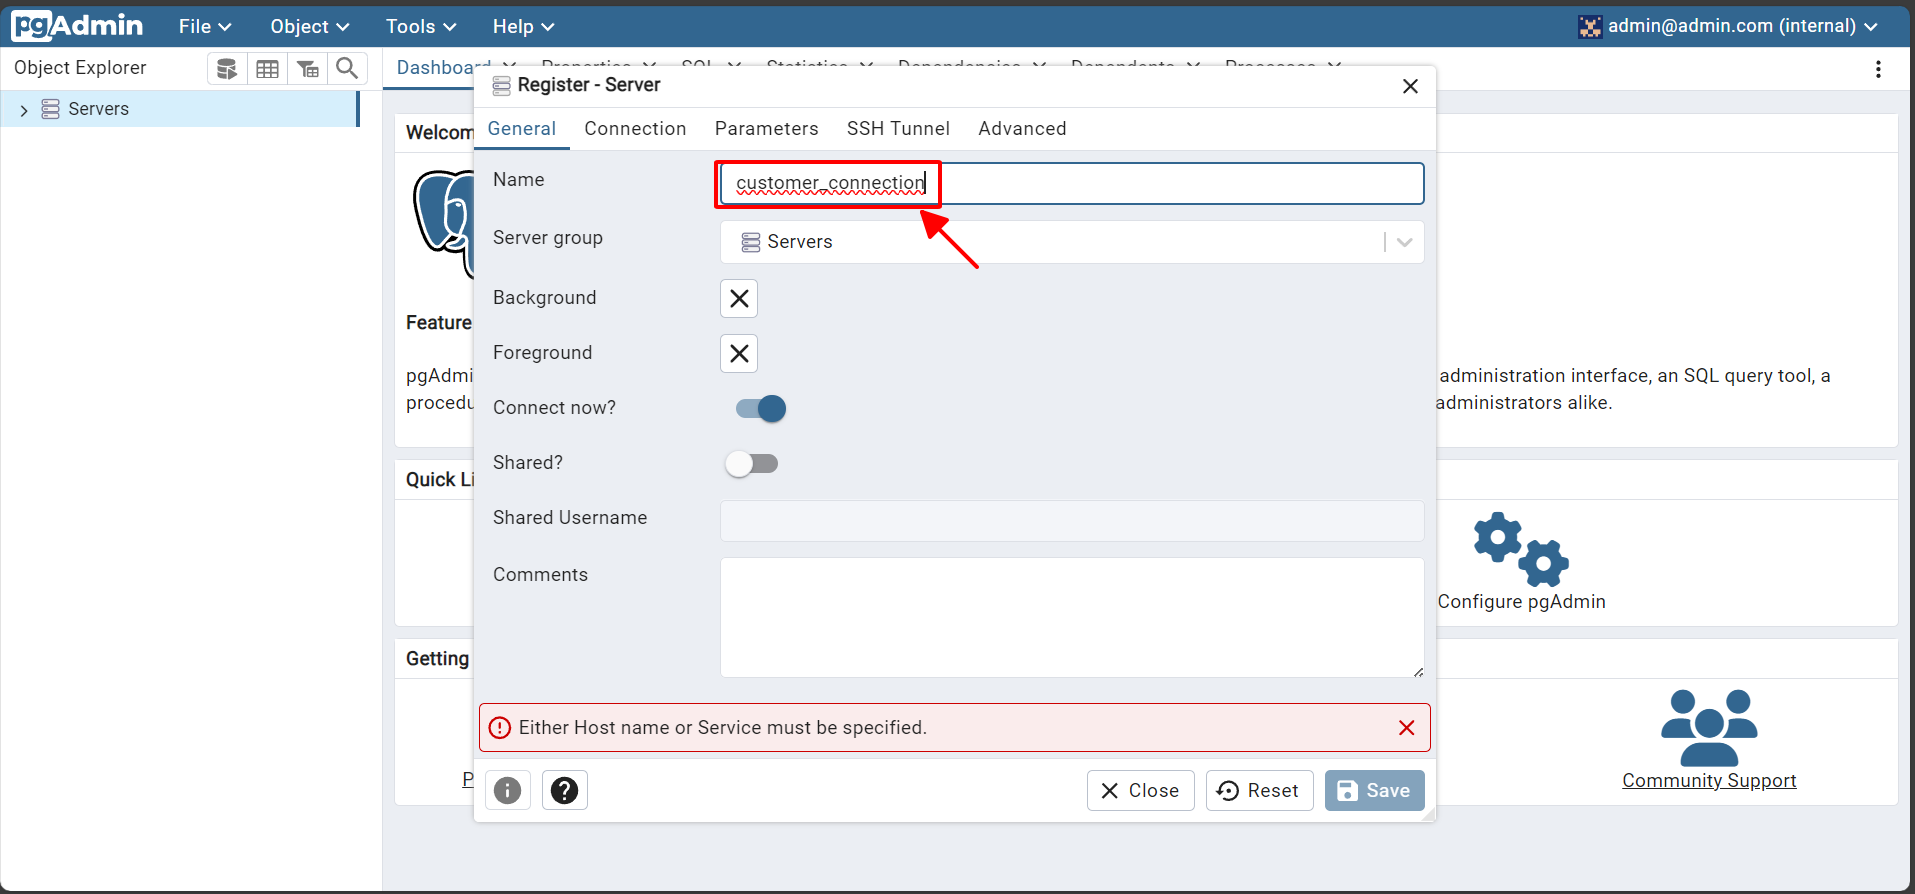 pgAdmin File Object Tools Help admin@admin.com (internal)
Object Explorer
Dashboard Properties SQL Statistics Dependencies Dependents Processes
Servers
Register - Server
General Connection Parameters SSH Tunnel Advanced
Welcom
Name customer_connection
Server group Servers
Background
Feature
Foreground
pgAdmi administration interface, an SQL query tool, a
procedu administrators alike.
Connect now?
Shared?
Quick Li
Shared Username
Comments
Configure pgAdmin
Getting
Either Host name or Service must be specified.
P
Close Reset Save
Community Support